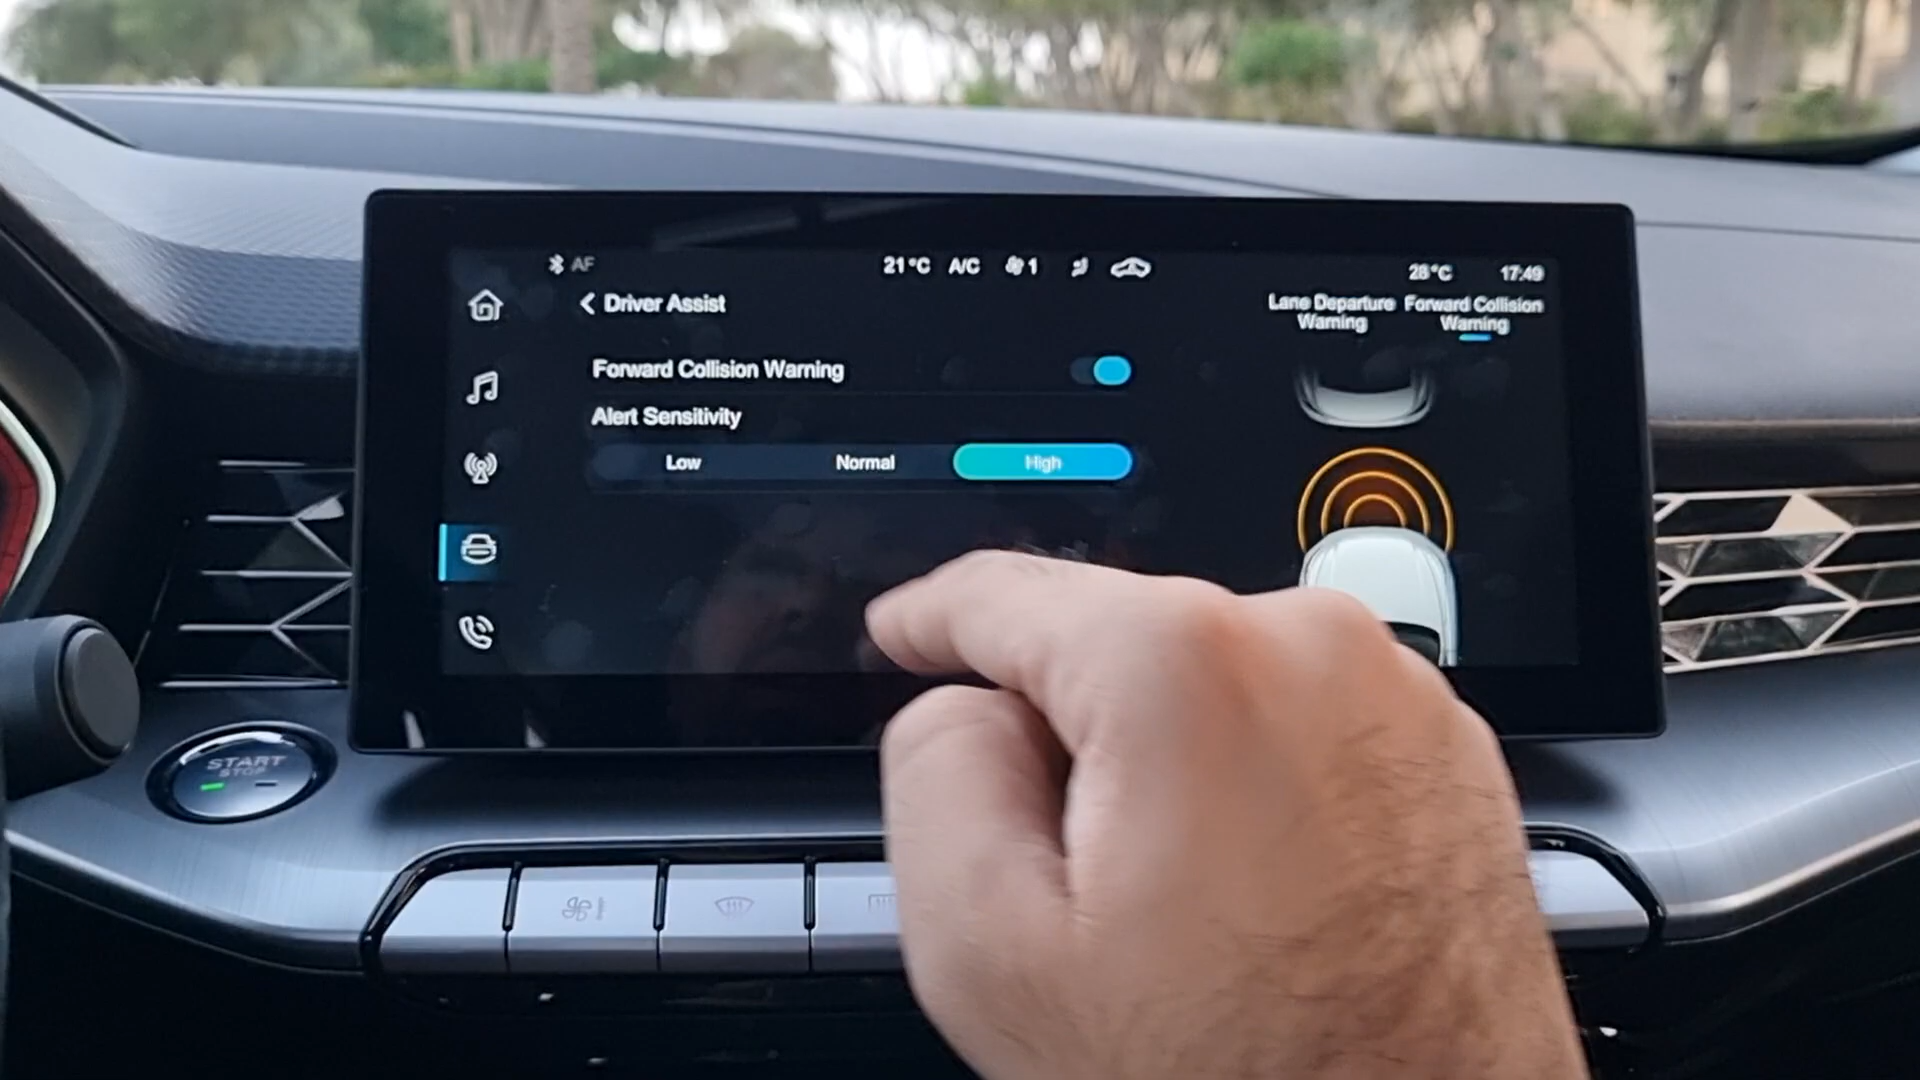 AF 21°C A/C 1 28°C 17:49
Driver Assist
Lane Departure
Warning
Forward Collision
Warning
Forward Collision Warning
Alert Sensitivity
Low Normal High
START
STOP